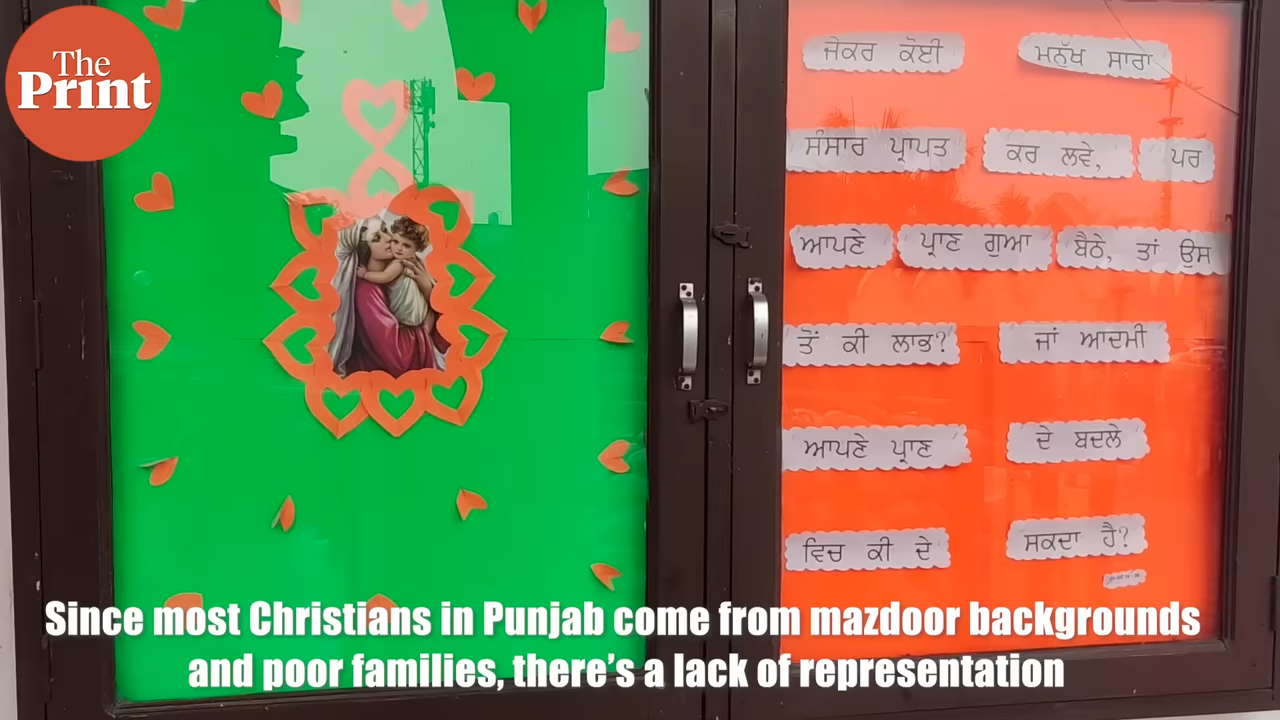 The
Print
ਜੇਕਰ ਕੋਈ ਮਨੁੱਖ ਸਾਰਾ
ਸੰਸਾਰ ਪ੍ਰਾਪਤ ਕਰ ਲਵੇ, ਪਰ
ਆਪਣੇ ਪ੍ਰਾਣ ਗੁਆ ਬੈਠੇ, ਤਾਂ ਉਸ
ਤੋਂ ਕੀ ਲਾਭ? ਜਾਂ ਆਦਮੀ
ਆਪਣੇ ਪ੍ਰਾਣ ਦੇ ਬਦਲੇ
ਵਿਚ ਕੀ ਦੇ ਸਕਦਾ ਹੈ?
Since most Christians in Punjab come from mazdoor backgrounds
and poor families, there's a lack of representation